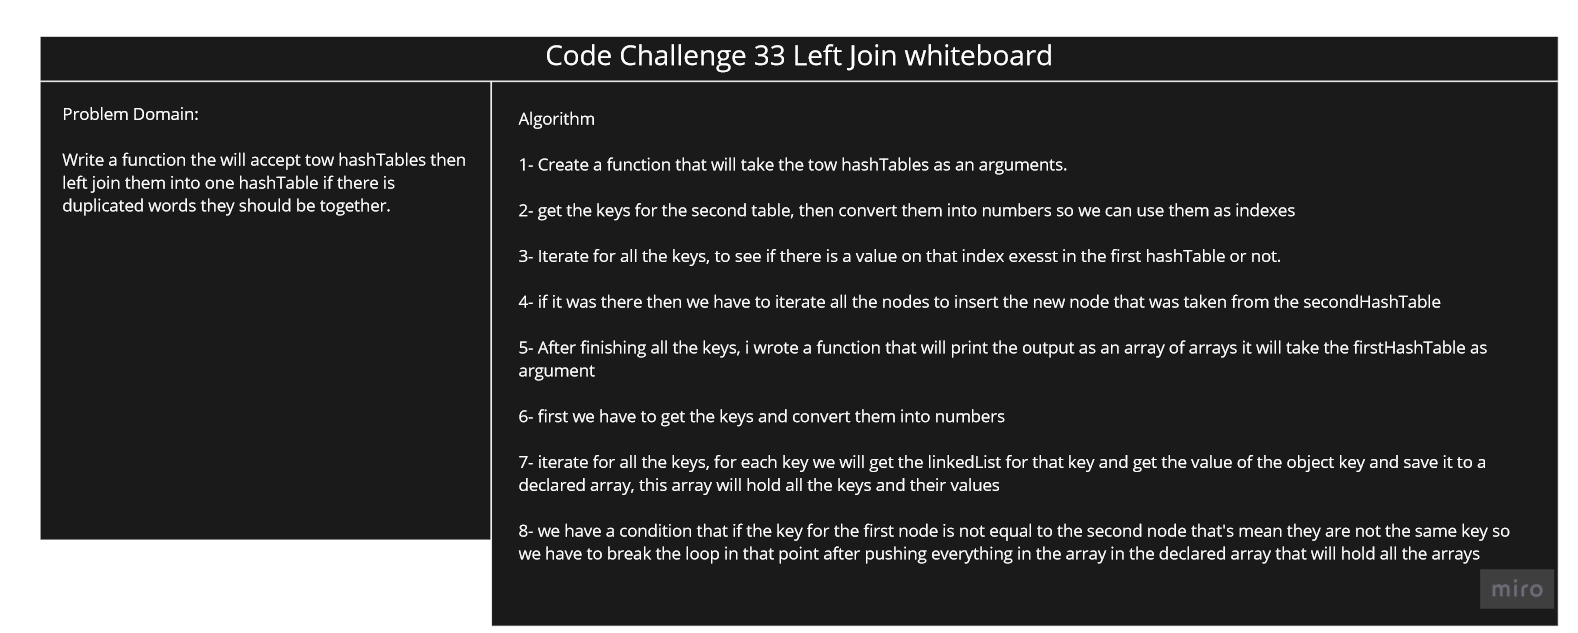 Code Challenge 33 Left Join whiteboard
Problem Domain:
Write a function the will accept tow hashTables then
left join them into one hashTable if there is
duplicated words they should be together.
Algorithm
1- Create a function that will take the tow hashTables as an arguments.
2- get the keys for the second table, then convert them into numbers so we can use them as indexes
3- Iterate for all the keys, to see if there is a value on that index exesst in the first hashTable or not.
4- if it was there then we have to iterate all the nodes to insert the new node that was taken from the secondHashTable
5- After finishing all the keys, i wrote a function that will print the output as an array of arrays it will take the firstHashTable as
argument
6- first we have to get the keys and convert them into numbers
7- iterate for all the keys, for each key we will get the linkedList for that key and get the value of the object key and save it to a
declared array, this array will hold all the keys and their values
8- we have a condition that if the key for the first node is not equal to the second node that's mean they are not the same key so
we have to break the loop in that point after pushing everything in the array in the declared array that will hold all the arrays
miro